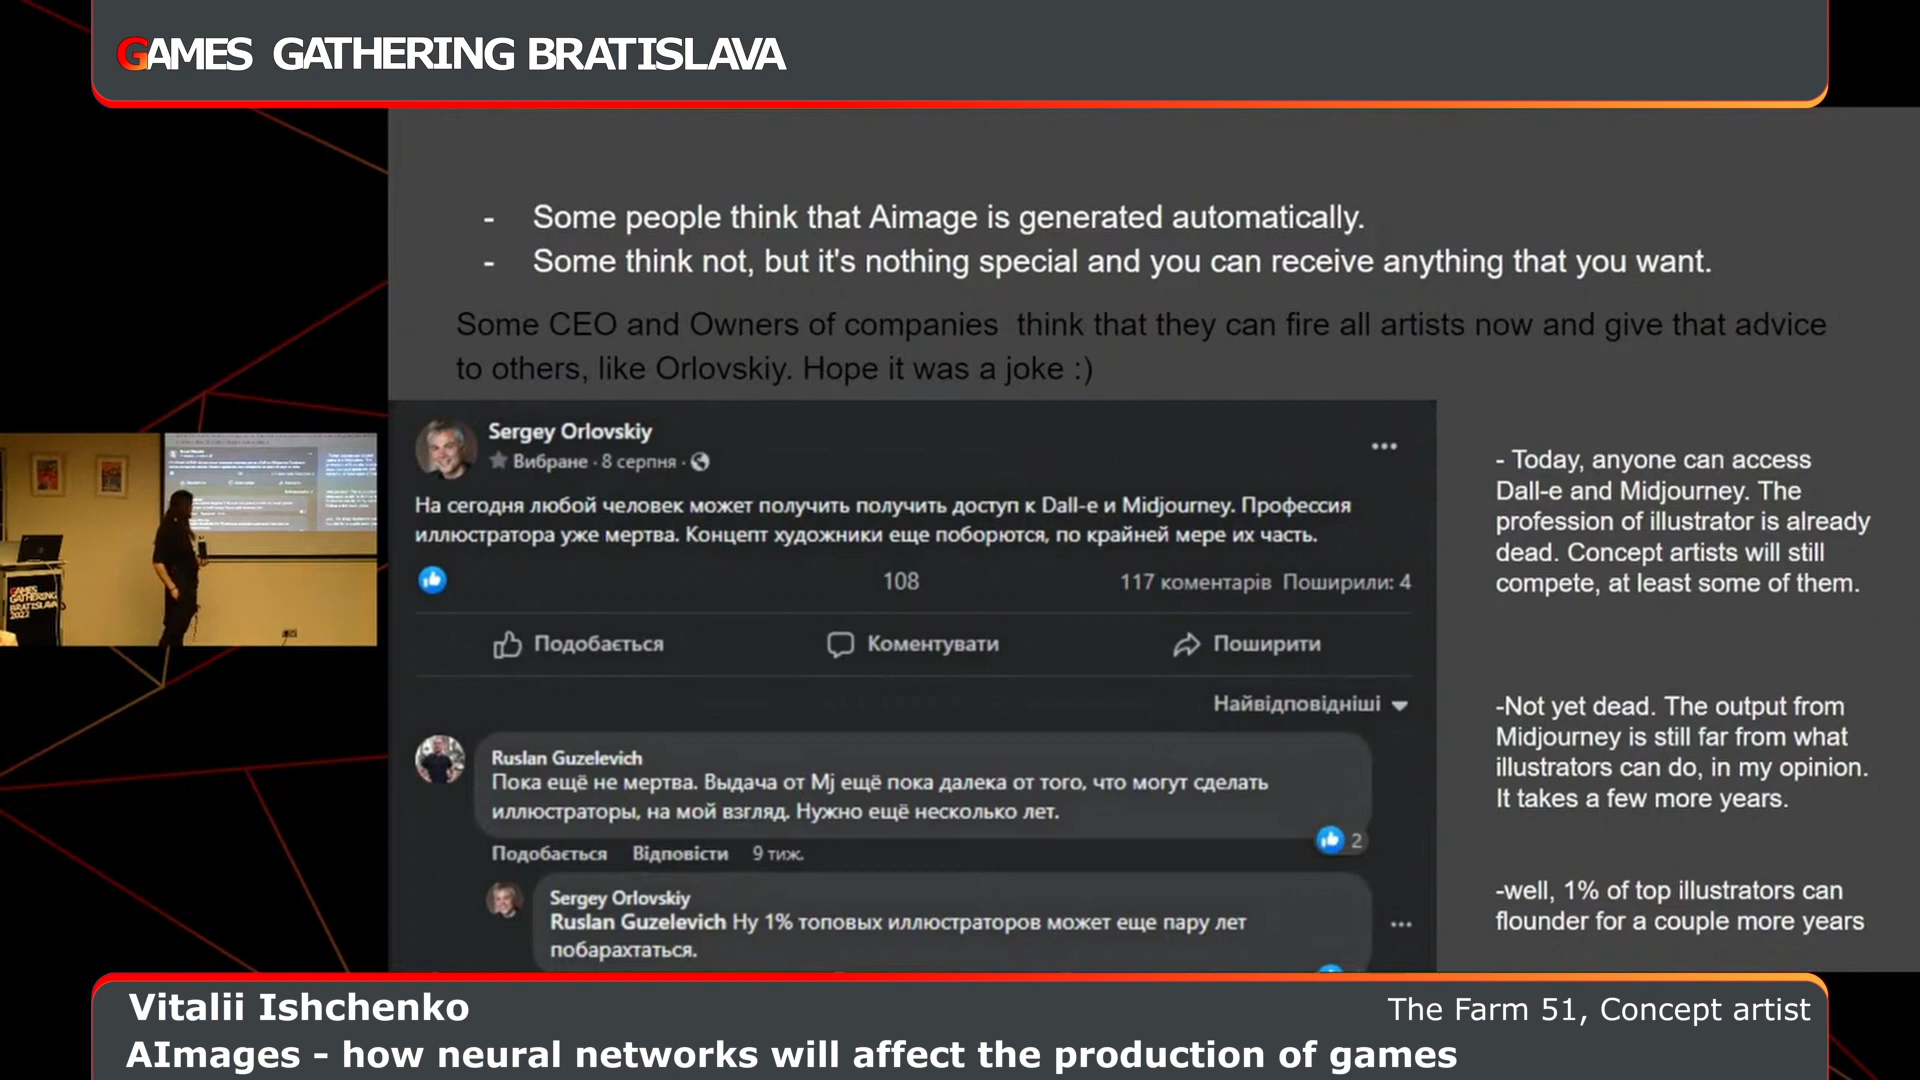 GAMES GATHERING BRATISLAVA
- Some people think that Aimage is generated automatically.
- Some think not, but it's nothing special and you can receive anything that you want.
Some CEO and Owners of companies think that they can fire all artists now and give that advice
to others, like Orlovskiy. Hope it was a joke :)
Sergey Orlovskiy
Вибране · 8 серпня ·
На сегодня любой человек может получить получить доступ к Dall-e и Midjourney. Профессия
иллюстратора уже мертва. Концепт художники еще поборются, по крайней мере их часть.
108
117 коментарів Поширили: 4
Подобається Коментувати Поширити
Найвідповідніші
Ruslan Guzelevich
Пока ещё не мертва. Выдача от Mj ещё пока далека от того, что могут сделать
иллюстраторы, на мой взгляд. Нужно ещё несколько лет.
2
Подобається Відповісти 9 тиж.
Sergey Orlovskiy
Ruslan Guzelevich Ну 1% топовых иллюстраторов может еще пару лет
побарахтаться.
- Today, anyone can access
Dall-e and Midjourney. The
profession of illustrator is already
dead. Concept artists will still
compete, at least some of them.
-Not yet dead. The output from
Midjourney is still far from what
illustrators can do, in my opinion.
It takes a few more years.
-well, 1% of top illustrators can
flounder for a couple more years
GAMES
GATHERING
BRATISLAVA
2022
Vitalii Ishchenko
The Farm 51, Concept artist
AImages - how neural networks will affect the production of games